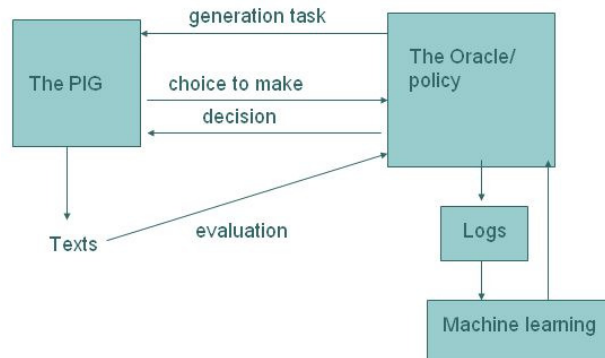 generation task
The PIG
The Oracle/
policy
choice to make
decision
Texts
evaluation
Logs
Machine learning